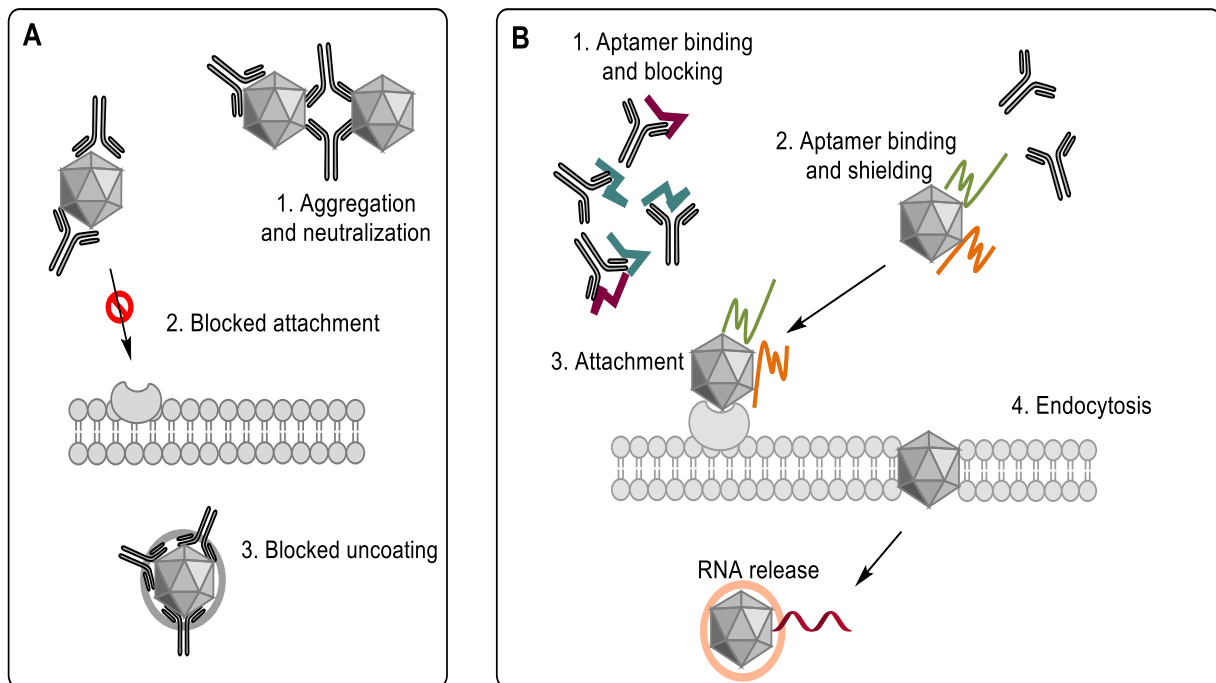 A
1. Aggregation
and neutralization
2. Blocked attachment
3. Blocked uncoating
B
1. Aptamer binding
and blocking
2. Aptamer binding
and shielding
3. Attachment
4. Endocytosis
RNA release